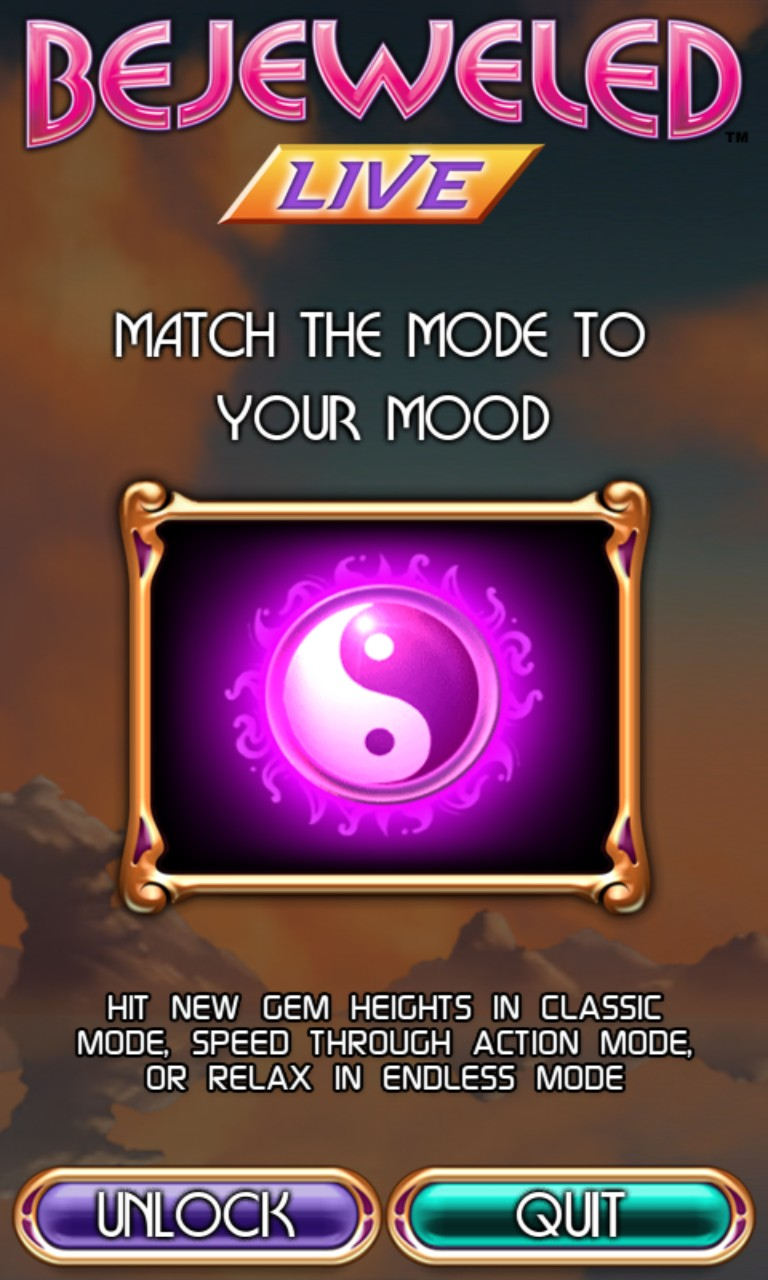 BEJEWELED
TM
LIVE
MATCH THE MODE TO
YOUR MOOD
HIT NEW GEM HEIGHTS IN CLASSIC
MODE, SPEED THROUGH ACTION MODE,
OR RELAX IN ENDLESS MODE
UNLOCK
QUIT